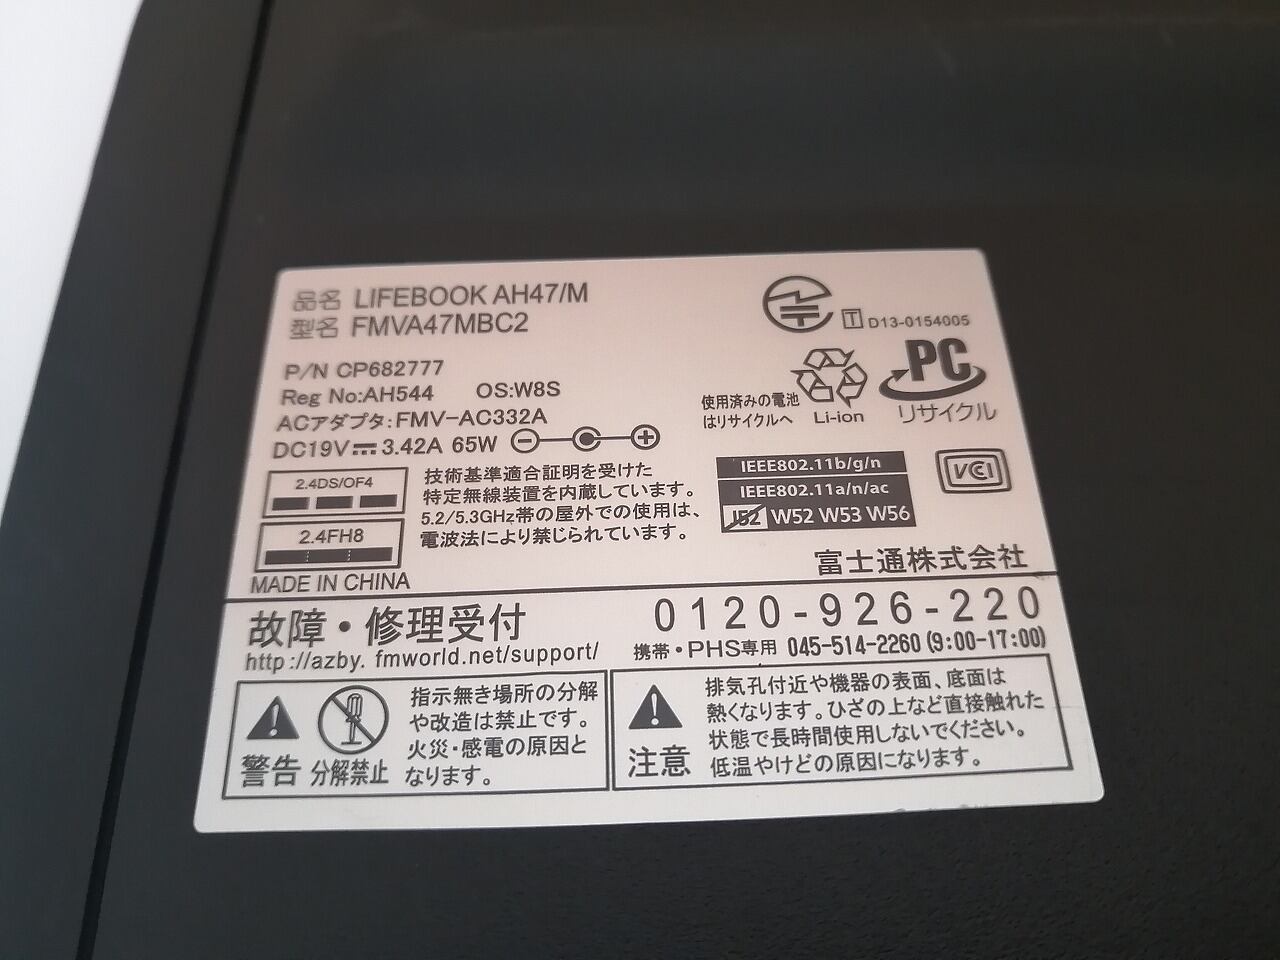 品名 LIFEBOOK AH47/M
型名 FMVA47MBC2
P/N CP682777
Reg No:AH544 OS:W8S
ACアダプタ:FMV-AC332A
DC19V⎓3.42A 65W
T D13-0154005
使用済みの電池
はリサイクルへ
Li-ion
PC
リサイクル
2.4DS/OF4
2.4FH8
MADE IN CHINA
技術基準適合証明を受けた
特定無線装置を内蔵しています。
5.2/5.3GHz帯の屋外での使用は、
電波法により禁じられています。
IEEE802.11b/g/n
IEEE802.11a/n/ac
J52 W52 W53 W56
VCCI
富士通株式会社
故障・修理受付
http://azby.fmworld.net/support/
0120-926-220
携帯・PHS専用 045-514-2260 (9:00-17:00)
警告
分解禁止
指示無き場所の分解
や改造は禁止です。
火災・感電の原因と
なります。
注意
排気孔付近や機器の表面、底面は
熱くなります。ひざの上など直接触れた
状態で長時間使用しないでください。
低温やけどの原因になります。